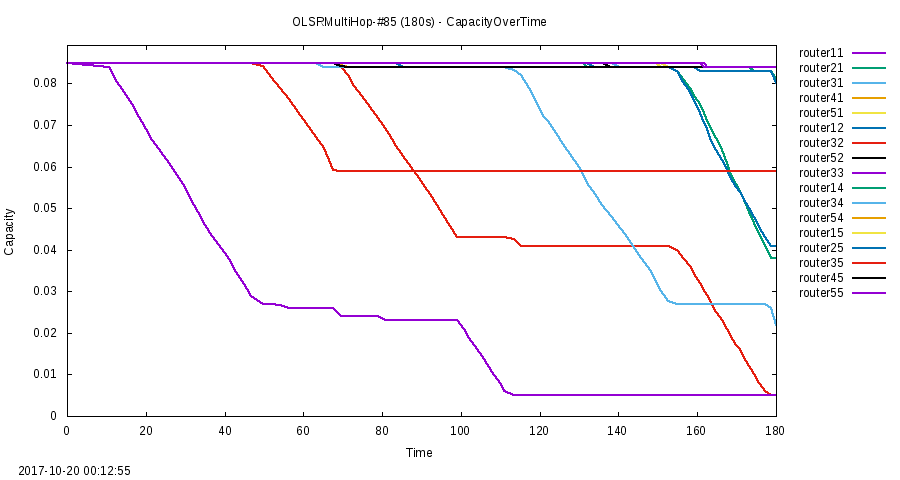 OLSRMultiHop-#85 (180s) - CapacityOverTime
Capacity
0.08
0.07
0.06
0.05
0.04
0.03
0.02
0.01
0
0 20 40 60 80 100 120 140 160 180
Time
router11
router21
router31
router41
router51
router12
router32
router52
router33
router14
router34
router54
router15
router25
router35
router45
router55
2017-10-20 00:12:55